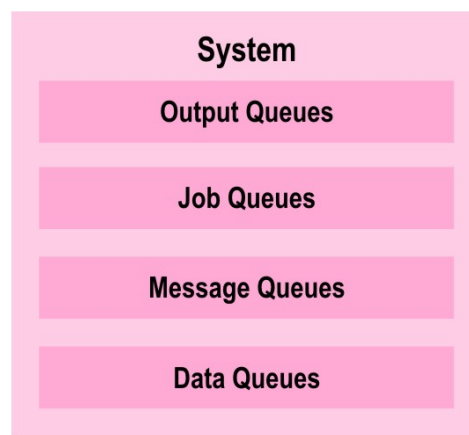 System
Output Queues
Job Queues
Message Queues
Data Queues